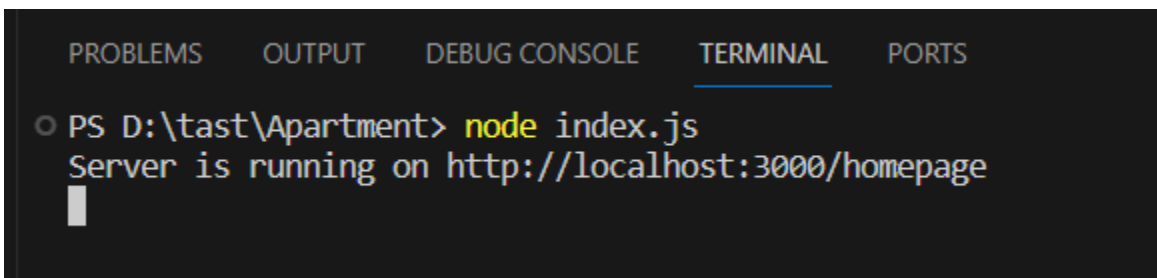 PROBLEMS OUTPUT DEBUG CONSOLE TERMINAL PORTS
PS D:\tast\Apartment> node index.js
Server is running on http://localhost:3000/homepage